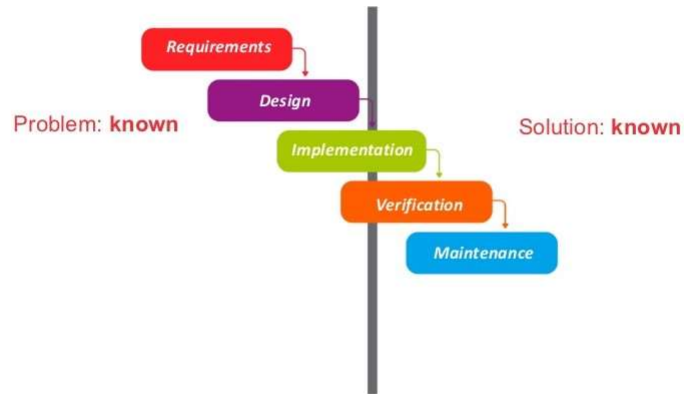 Requirements
Design
Problem: known
Solution: known
Implementation
Verification
Maintenance